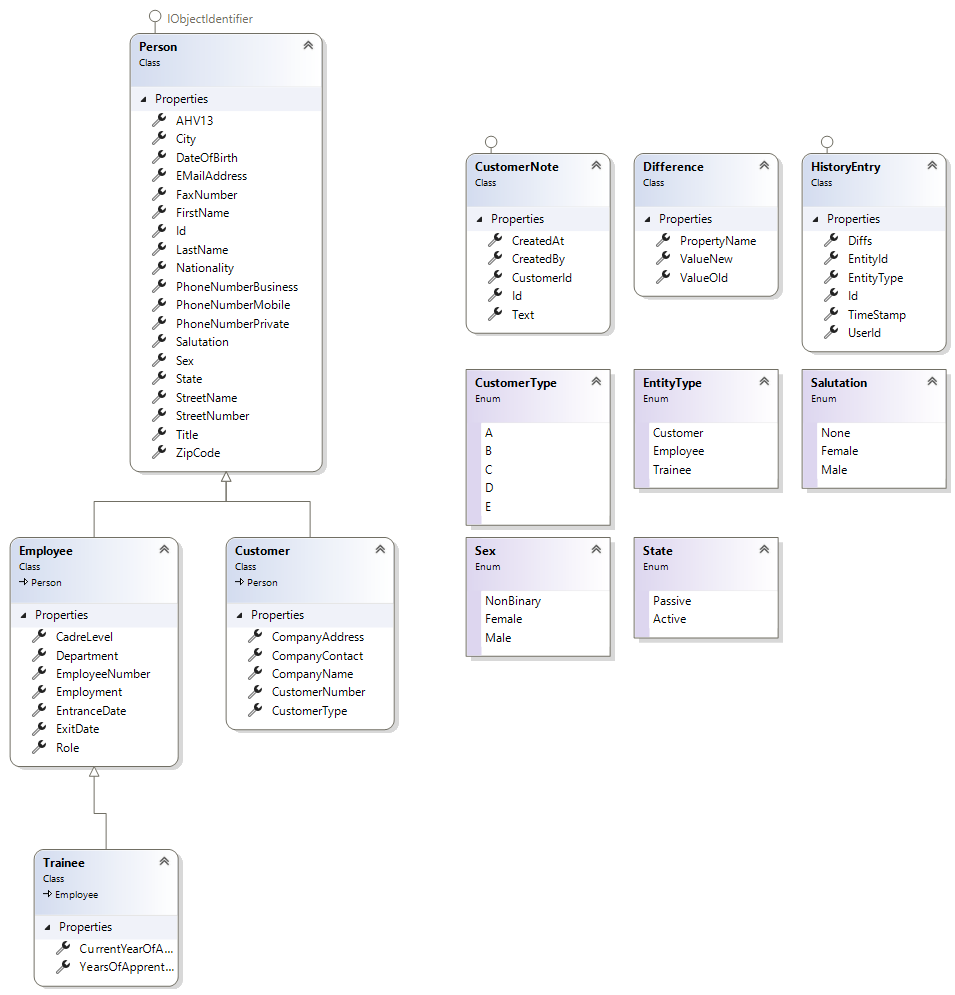 IObjectIdentifier
Person
Class
Properties
AHV13
City
DateOfBirth
EMailAddress
FaxNumber
FirstName
Id
LastName
Nationality
PhoneNumberBusiness
PhoneNumberMobile
PhoneNumberPrivate
Salutation
Sex
State
StreetName
StreetNumber
Title
ZipCode
Employee
Class
Person
Properties
CadreLevel
Department
EmployeeNumber
Employment
EntranceDate
ExitDate
Role
Customer
Class
Person
Properties
CompanyAddress
CompanyContact
CompanyName
CustomerNumber
CustomerType
Trainee
Class
Employee
Properties
CurrentYearOfA...
YearsOfApprent...
CustomerNote
Class
Properties
CreatedAt
CreatedBy
CustomerId
Id
Text
Difference
Class
Properties
PropertyName
ValueNew
ValueOld
HistoryEntry
Class
Properties
Diffs
EntityId
EntityType
Id
TimeStamp
UserId
CustomerType
Enum
A
B
C
D
E
EntityType
Enum
Customer
Employee
Trainee
Salutation
Enum
None
Female
Male
Sex
Enum
NonBinary
Female
Male
State
Enum
Passive
Active